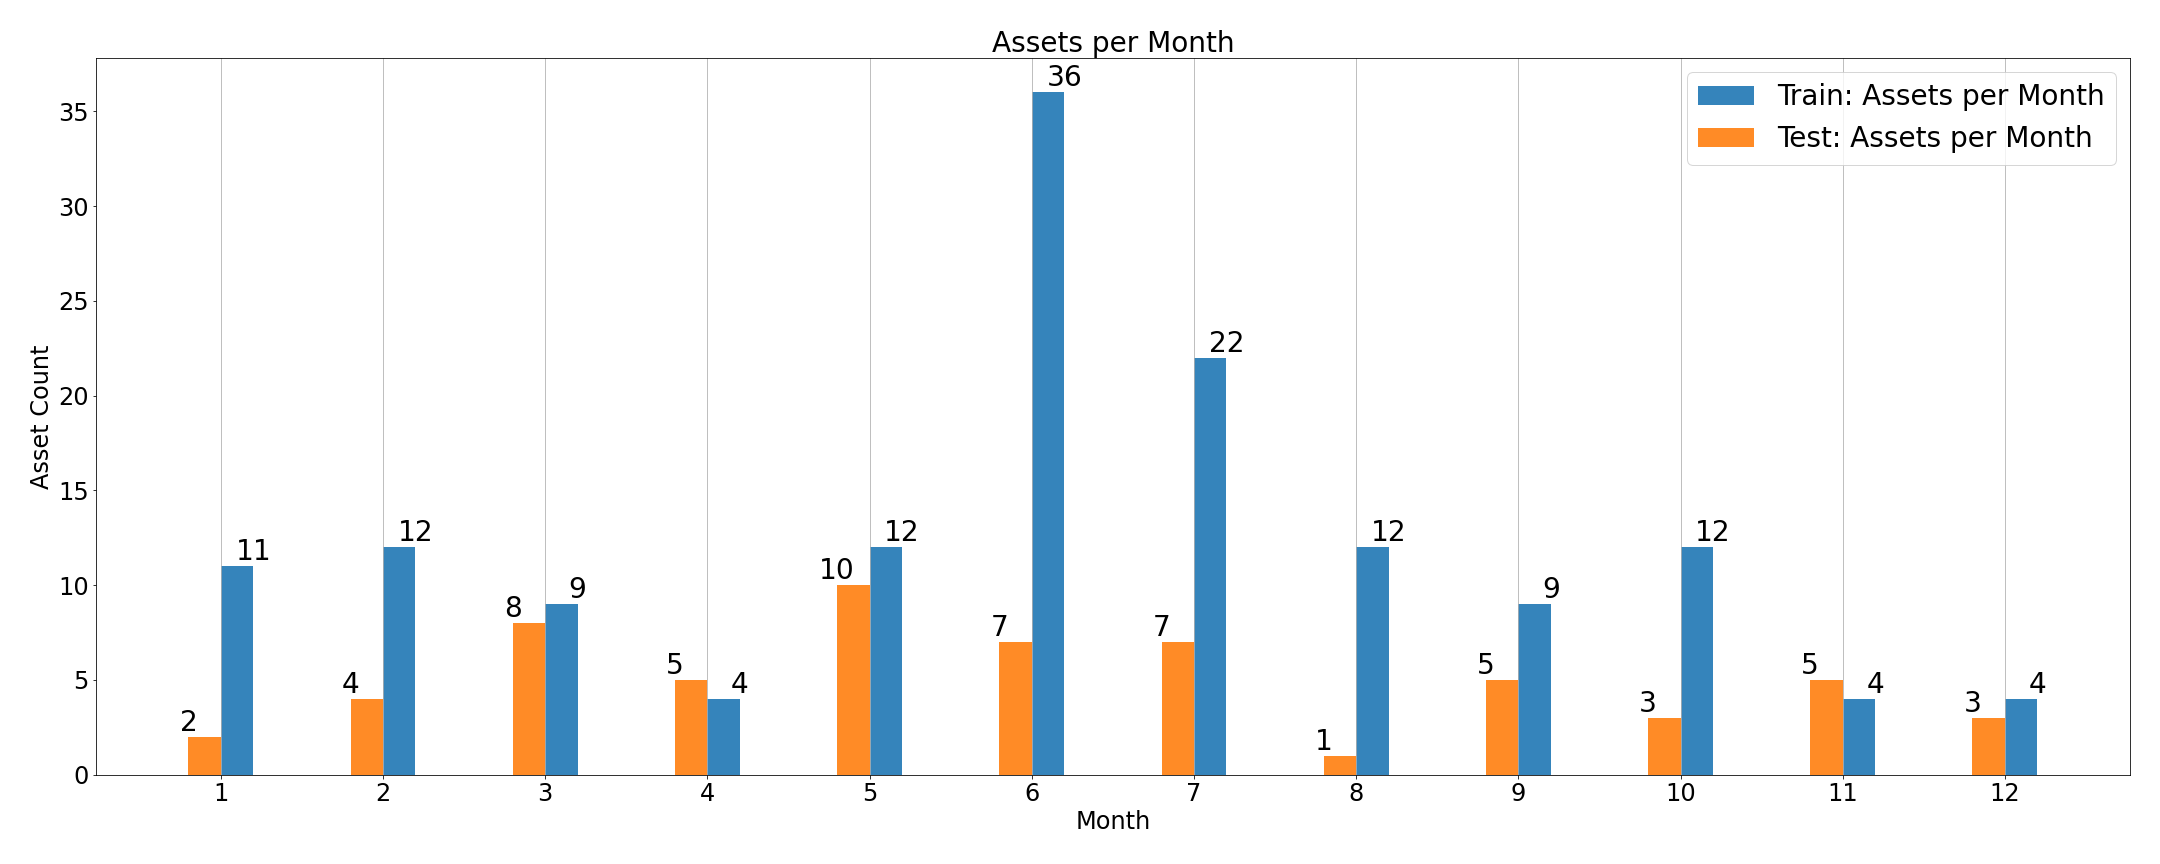 Assets per Month
Train: Assets per Month
Test: Assets per Month
Asset Count
35
30
25
20
15
10
5
0
2 11 4 12 8 9 5 4 10 12 7 36 7 22 1 12 5 9 3 12 5 4 3 4
1 2 3 4 5 6 7 8 9 10 11 12
Month